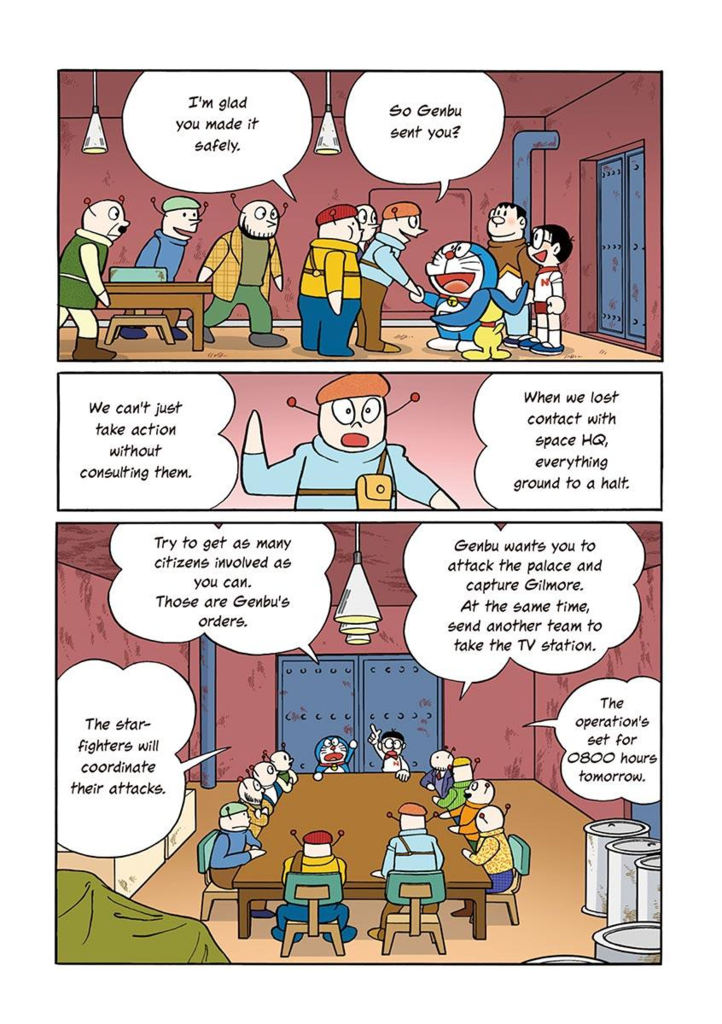 So Genbu
sent you?
I'm glad
you made it
safely.
N
When we lost
contact with
space HQ,
everything
ground to a halt.
We can't just
take action
without
consulting them.
Genbu wants you to
attack the palace and
capture Gilmore.
At the same time,
send another team to
take the TV station.
Try to get as many
citizens involved as
you can.
Those are Genbu's
orders.
The
operation's
set for
0800 hours
tomorrow.
The star-
fighters will
coordinate
their attacks.
N